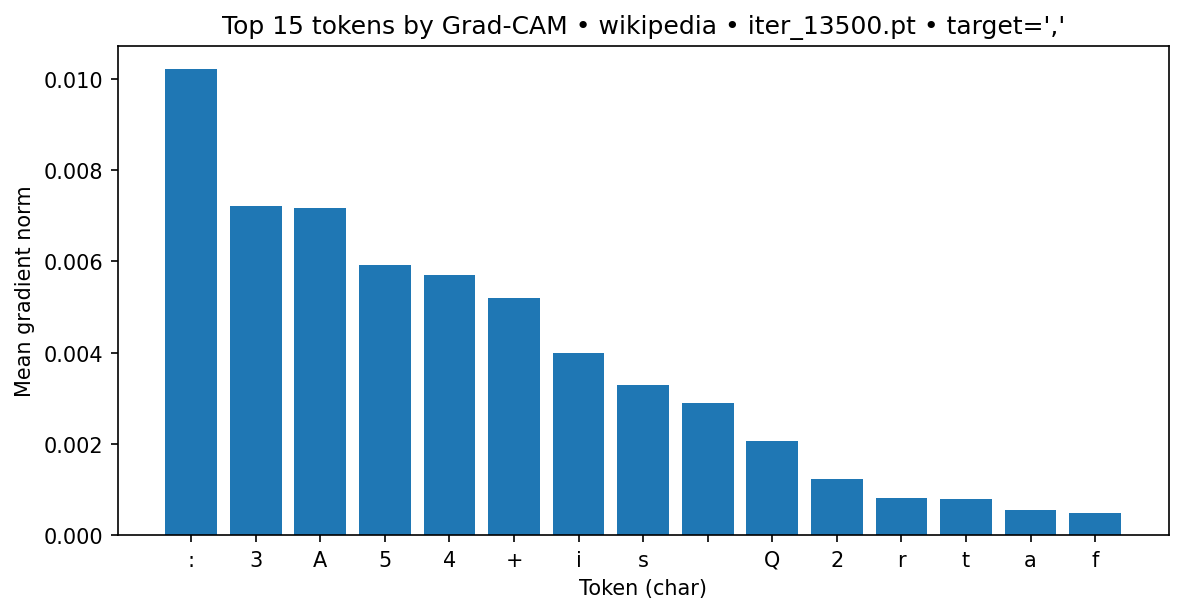 Top 15 tokens by Grad-CAM • wikipedia • iter_13500.pt • target=','
Mean gradient norm
0.010
0.008
0.006
0.004
0.002
0.000
: 3 A 5 4 + i s Q 2 r t a f
Token (char)